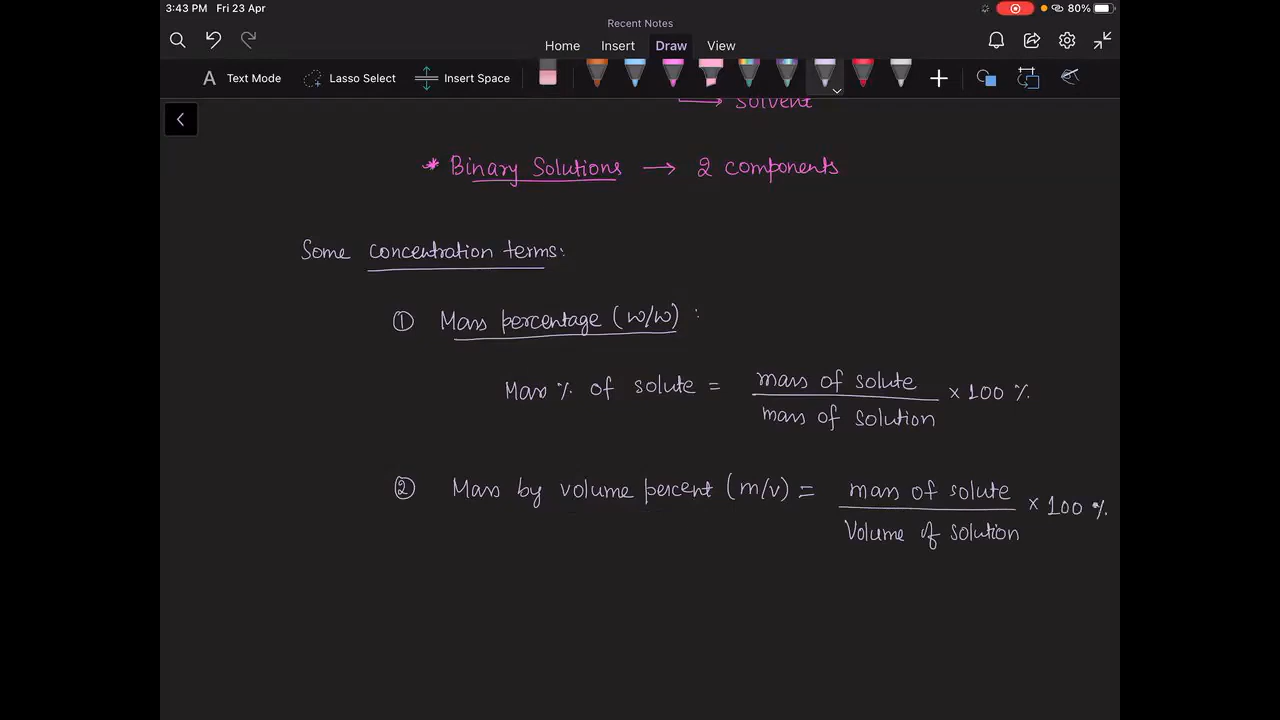 3:43 PM Fri 23 Apr
80%
Recent Notes
Home Insert Draw View
A Text Mode Lasso Select Insert Space
→ Solvent
* Binary Solutions → 2 components
Some concentration terms:
① Mass percentage (w/w) :
Mass % of solute = mass of solute / mass of solution × 100 %
② Mass by volume percent (m/v) = mass of solute / Volume of solution × 100 %